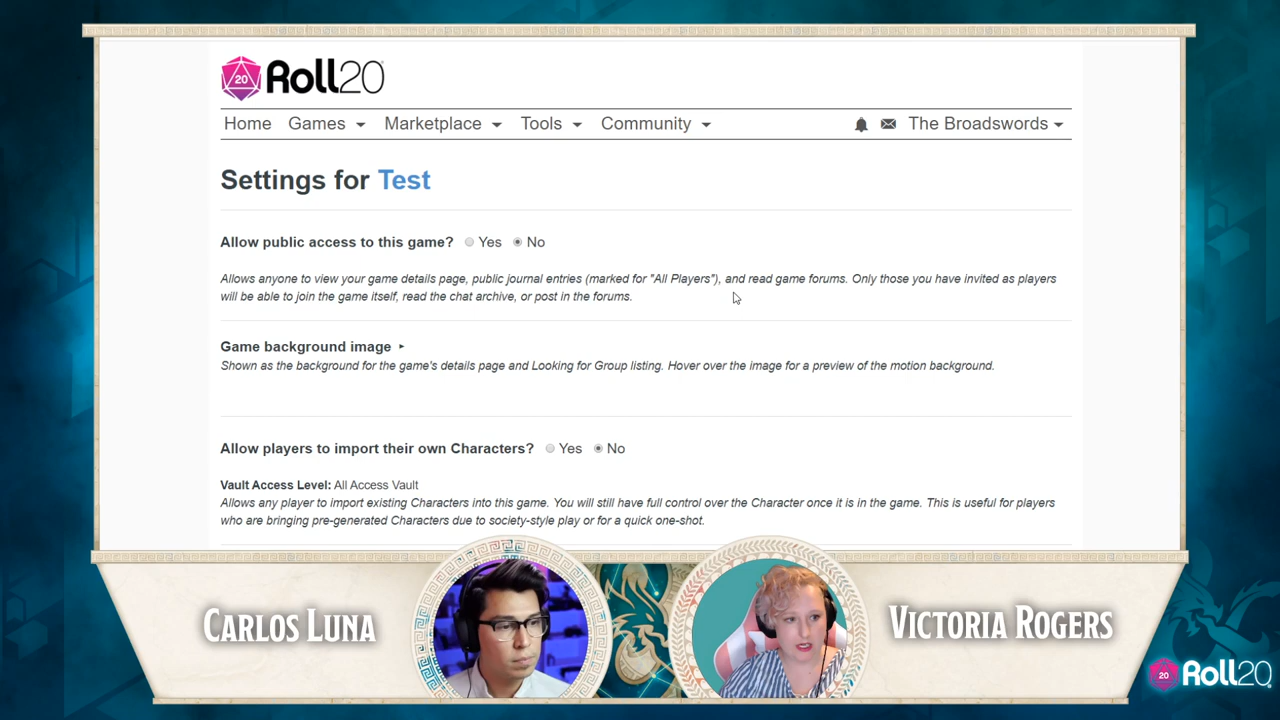 20 Roll20
Home Games Marketplace Tools Community The Broadswords
Settings for Test
Allow public access to this game? Yes No
Allows anyone to view your game details page, public journal entries (marked for "All Players"), and read game forums. Only those you have invited as players
will be able to join the game itself, read the chat archive, or post in the forums.
Game background image
Shown as the background for the game's details page and Looking for Group listing. Hover over the image for a preview of the motion background.
Allow players to import their own Characters? Yes No
Vault Access Level: All Access Vault
Allows any player to import existing Characters into this game. You will still have full control over the Character once it is in the game. This is useful for players
who are bringing pre-generated Characters due to society-style play or for a quick one-shot.
Carlos Luna
Victoria Rogers
20 Roll20